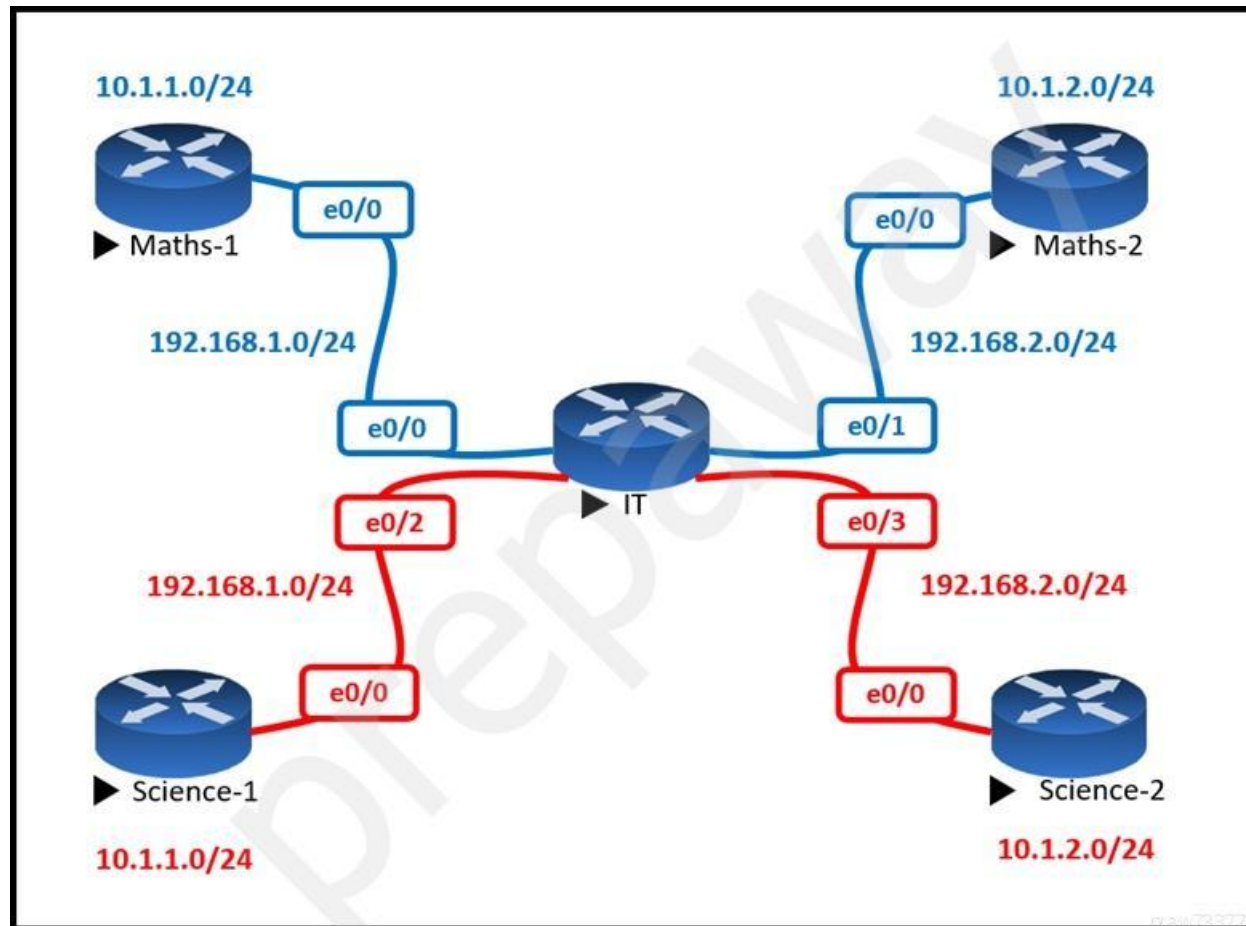 10.1.1.0/24
10.1.2.0/24
e0/0
e0/0
Maths-1
Maths-2
192.168.1.0/24
192.168.2.0/24
e0/0
e0/1
IT
e0/2
e0/3
192.168.1.0/24
192.168.2.0/24
e0/0
e0/0
Science-1
Science-2
10.1.1.0/24
10.1.2.0/24
prepaway